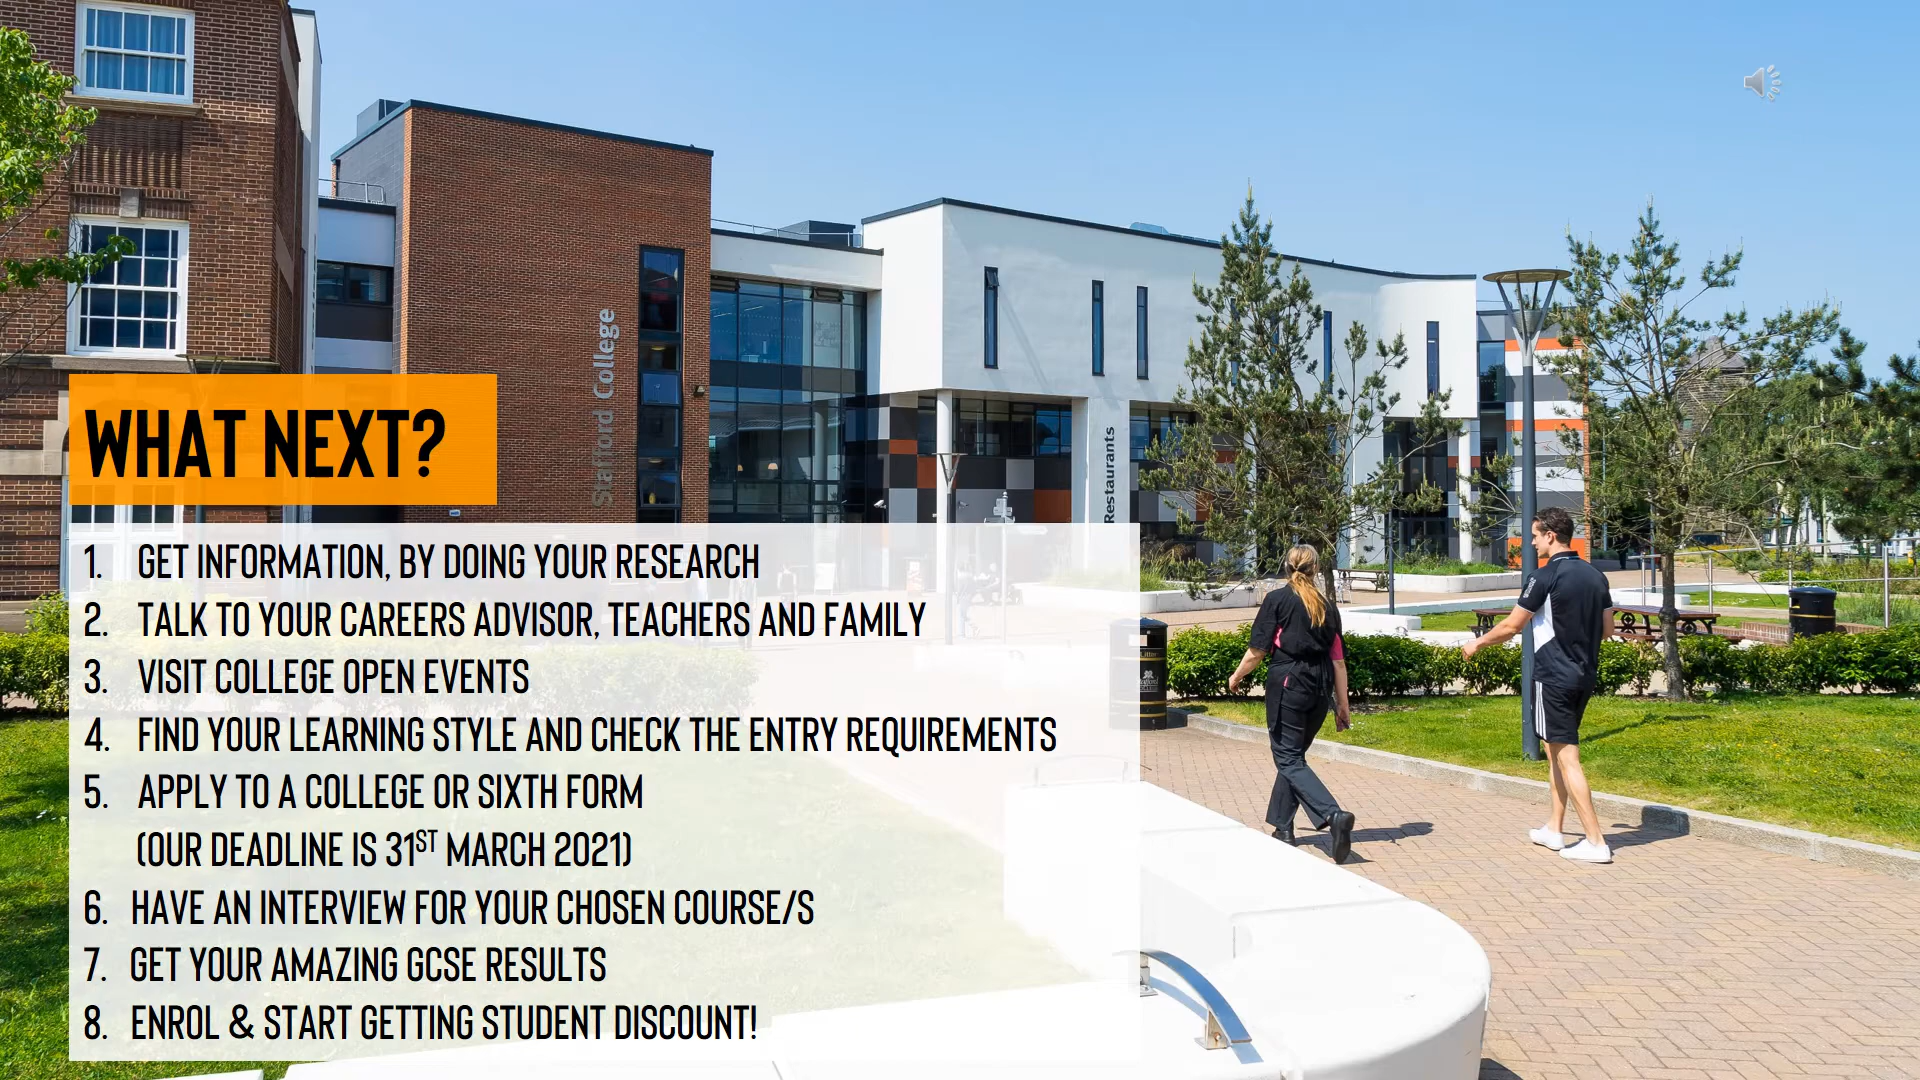 Stafford College
Restaurants
WHAT NEXT?
1. GET INFORMATION, BY DOING YOUR RESEARCH
2. TALK TO YOUR CAREERS ADVISOR, TEACHERS AND FAMILY
3. VISIT COLLEGE OPEN EVENTS
4. FIND YOUR LEARNING STYLE AND CHECK THE ENTRY REQUIREMENTS
5. APPLY TO A COLLEGE OR SIXTH FORM
(OUR DEADLINE IS 31ST MARCH 2021)
6. HAVE AN INTERVIEW FOR YOUR CHOSEN COURSE/S
7. GET YOUR AMAZING GCSE RESULTS
8. ENROL & START GETTING STUDENT DISCOUNT!